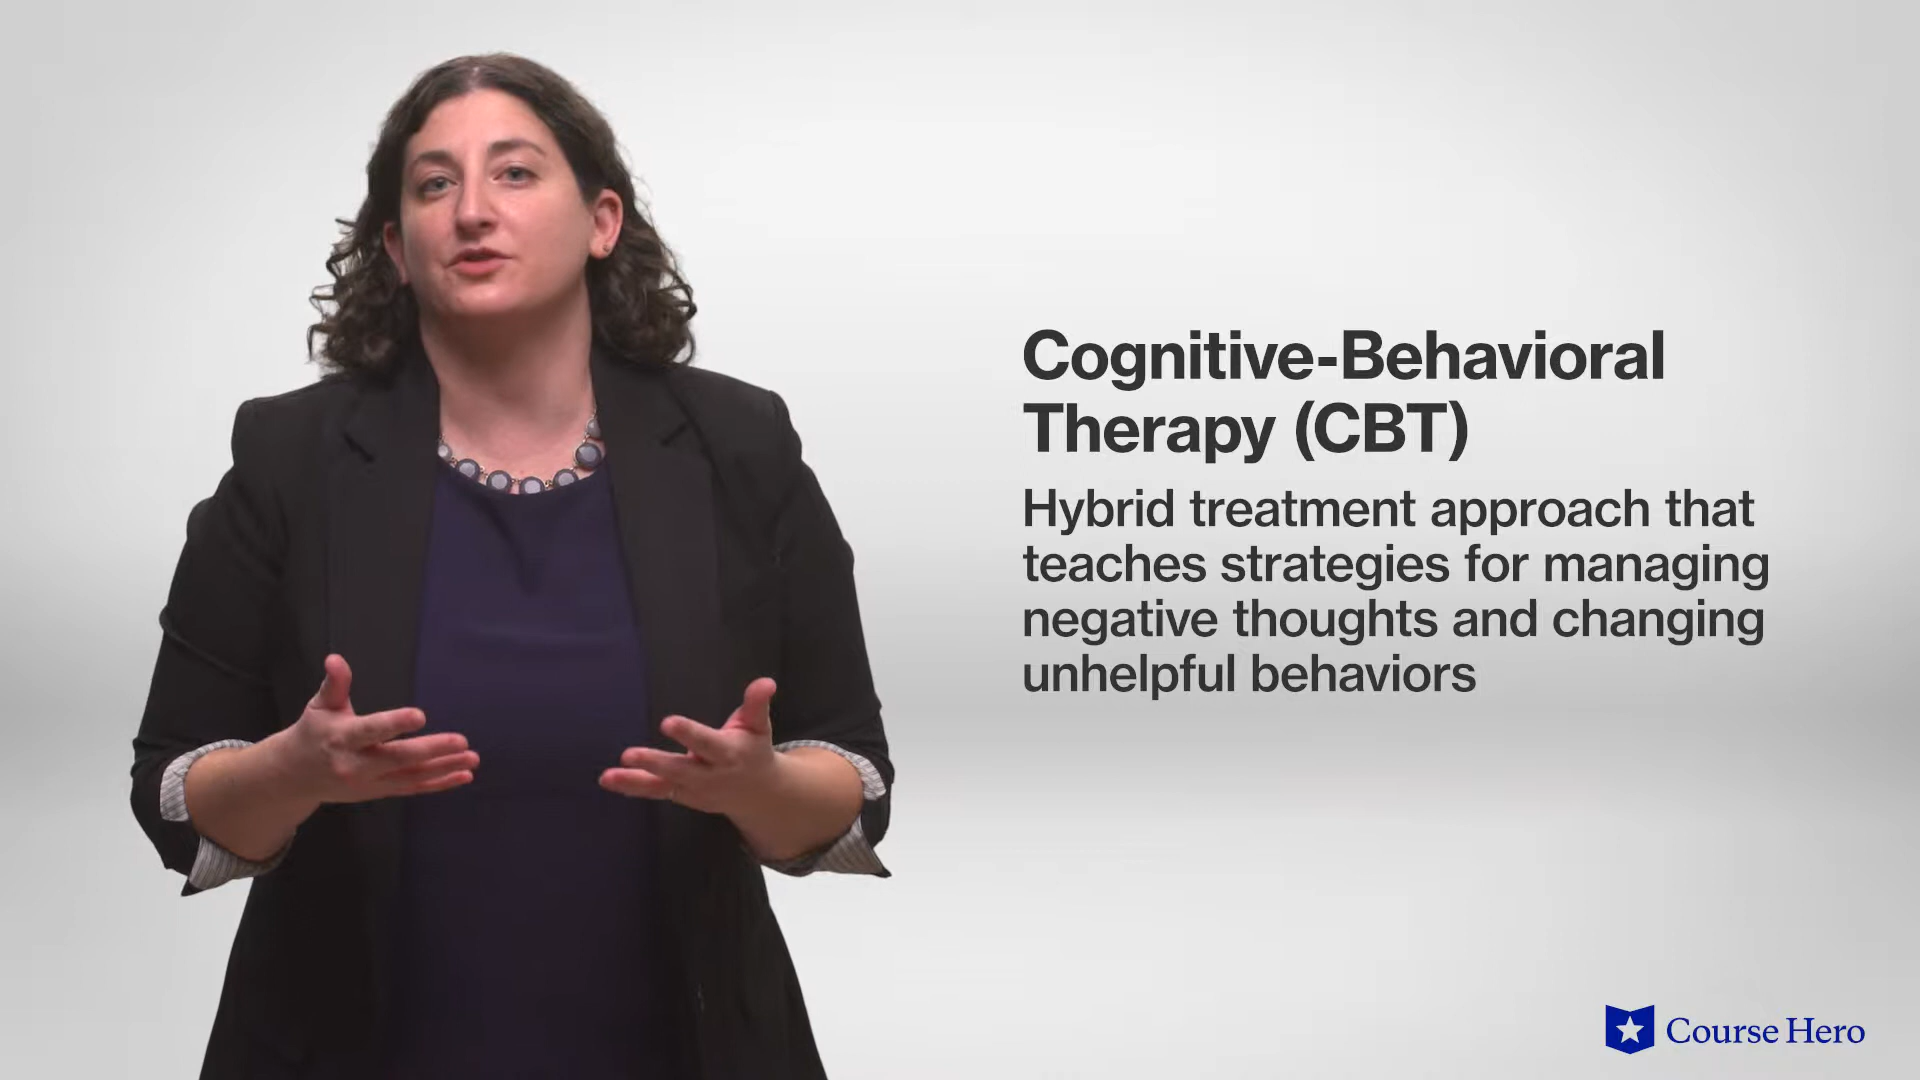 Cognitive-Behavioral
Therapy (CBT)
Hybrid treatment approach that
teaches strategies for managing
negative thoughts and changing
unhelpful behaviors
Course Hero